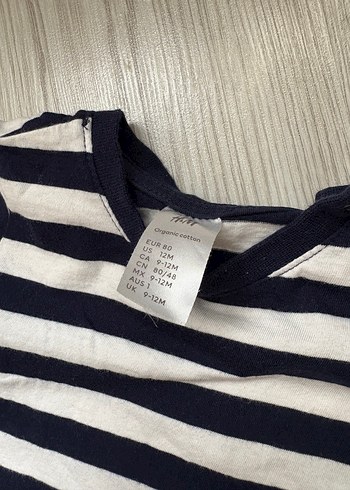 H&M
Organic cotton
EUR 80
US 12M
CA 9-12M
CN 80/48
MX 9-12M
AUS 1
UK 9-12M